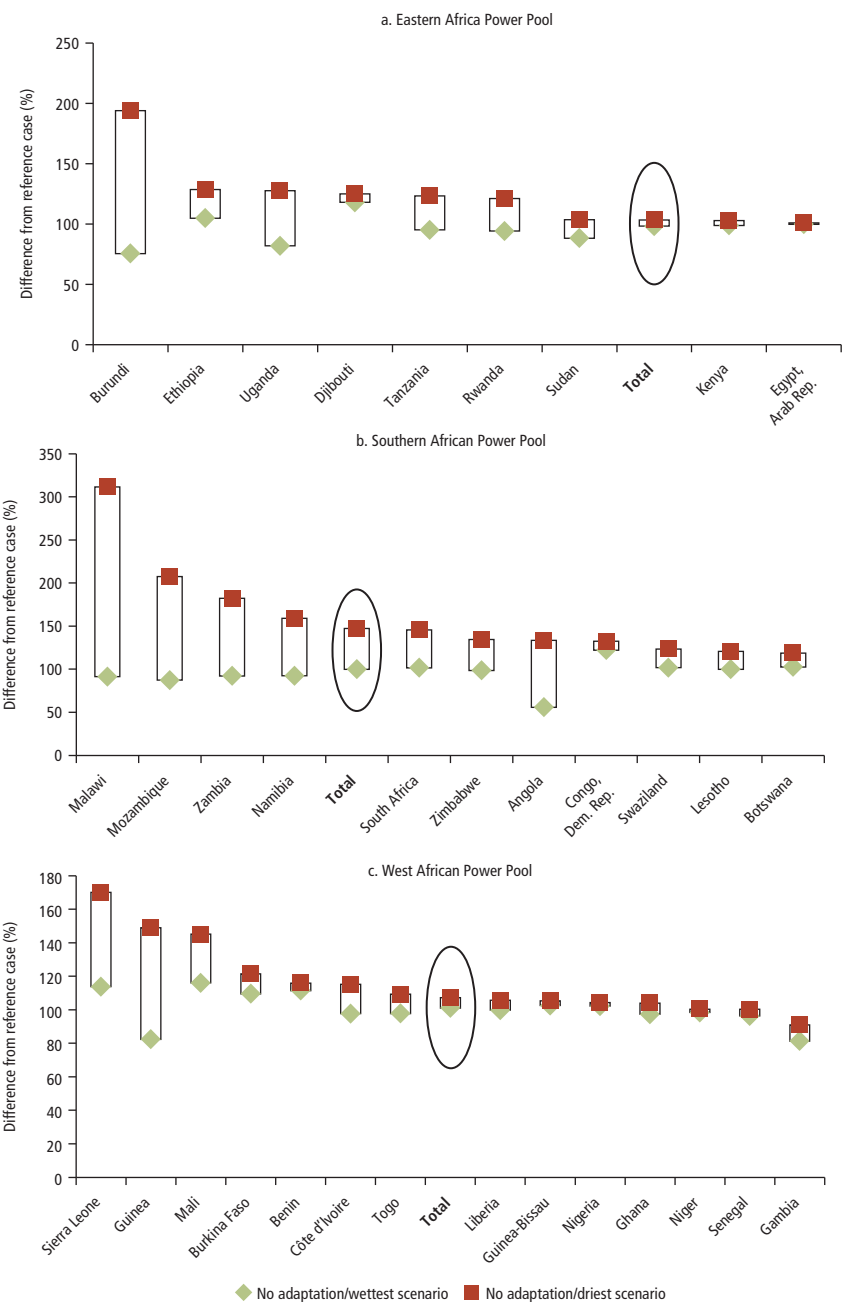 a. Eastern Africa Power Pool
Difference from reference case (%)
250
200
150
100
50
0
Burundi
Ethiopia
Uganda
Djibouti
Tanzania
Rwanda
Sudan
Total
Kenya
Egypt,
Arab Rep.
b. Southern African Power Pool
Difference from reference case (%)
350
300
250
200
150
100
50
0
Malawi
Mozambique
Zambia
Namibia
Total
South Africa
Zimbabwe
Angola
Congo,
Dem. Rep.
Swaziland
Lesotho
Botswana
c. West African Power Pool
Difference from reference case (%)
180
160
140
120
100
80
60
40
20
0
Sierra Leone
Guinea
Mali
Burkina Faso
Benin
Côte d'Ivoire
Togo
Total
Liberia
Guinea-Bissau
Nigeria
Ghana
Niger
Senegal
Gambia
No adaptation/wettest scenario
No adaptation/driest scenario